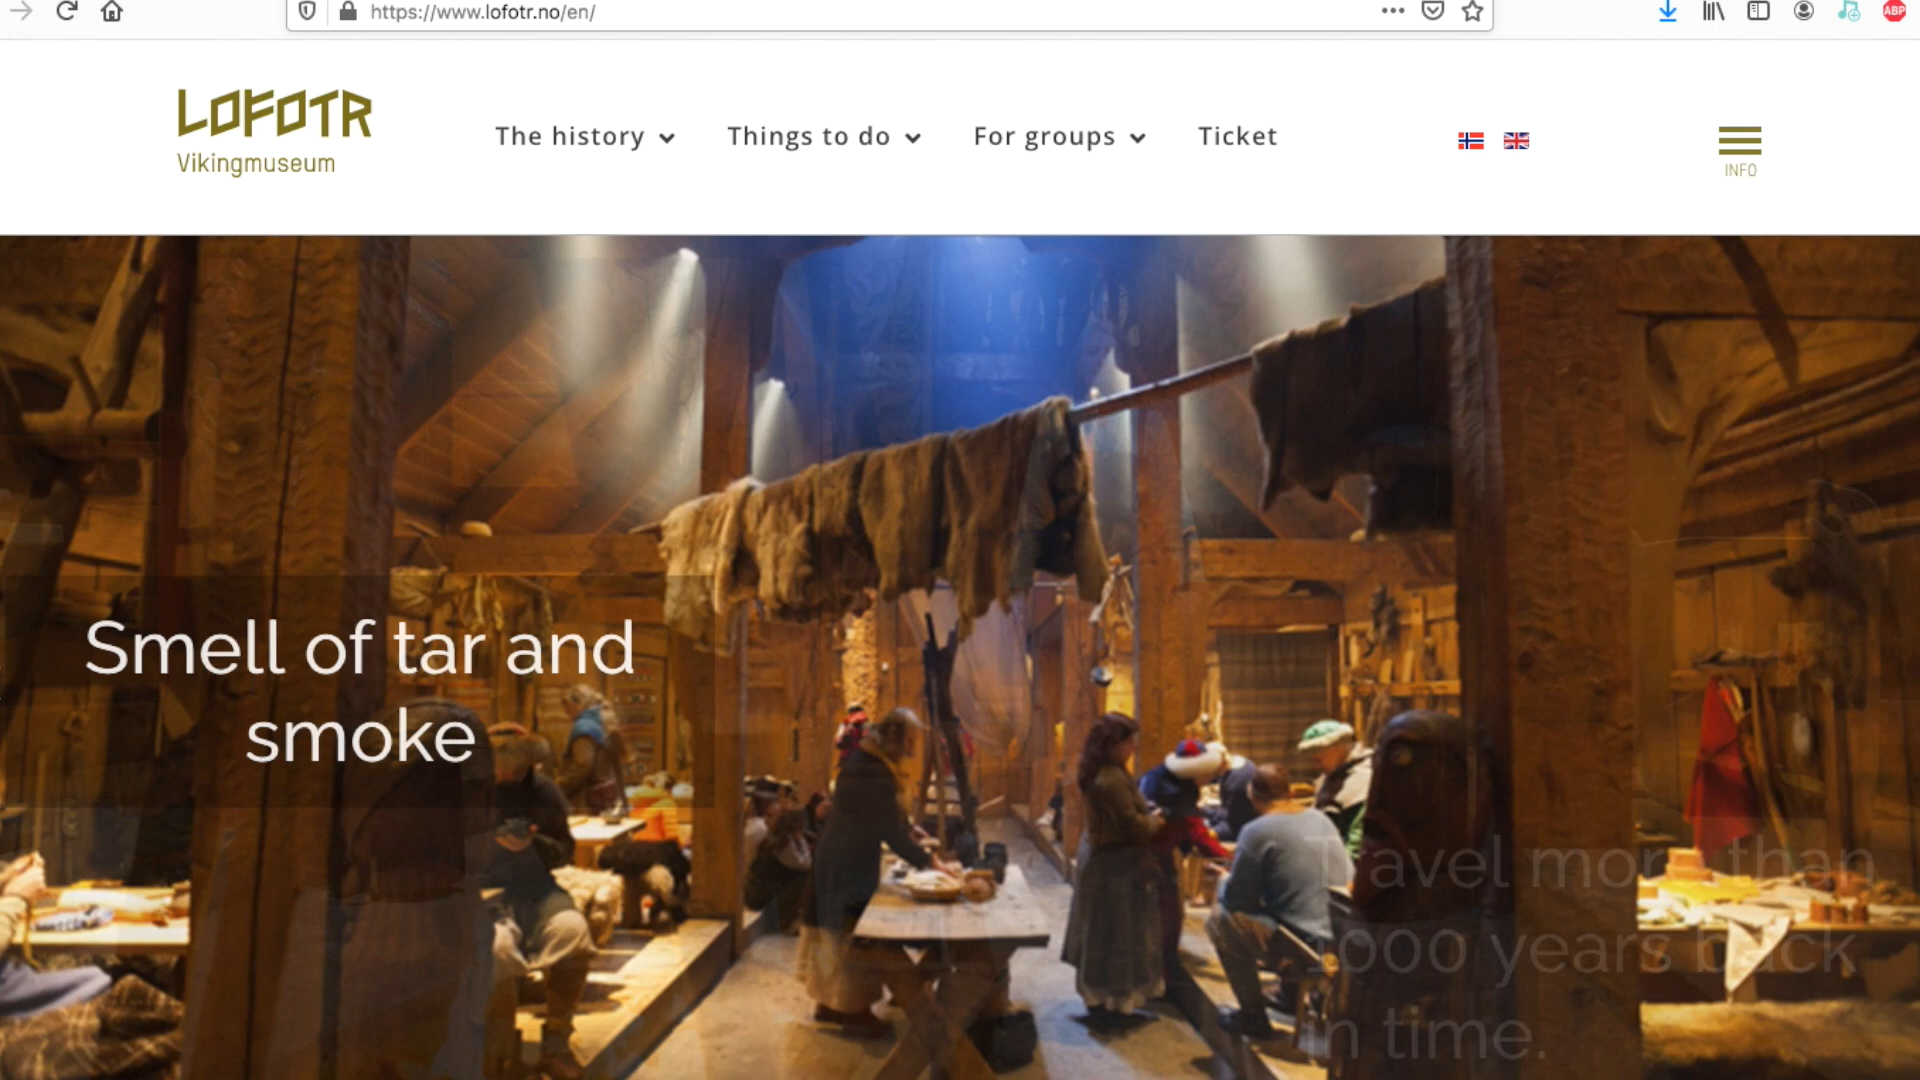 https://www.lofotr.no/en/
ABP
LOFOTR
Vikingmuseum
The history
Things to do
For groups
Ticket
INFO
Smell of tar and
smoke
Travel more than
1000 years back
in time.